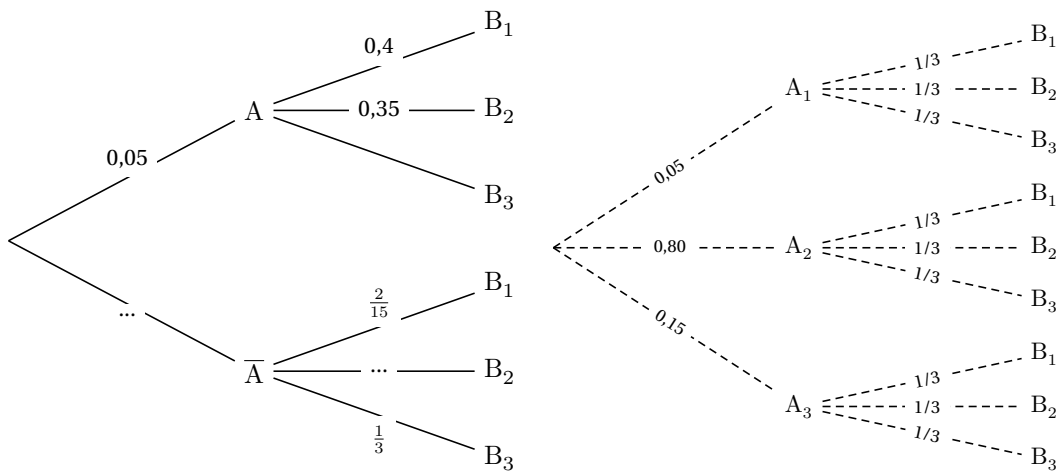 B₁
0,4
A
0,35
B₂
0,05
B₃
...
B₁
2/15
A̅
...
B₂
1/3
B₃
B₁
1/3
A₁
1/3
B₂
1/3
B₃
0,05
B₁
1/3
0,80
A₂
1/3
B₂
1/3
B₃
0,15
B₁
1/3
A₃
1/3
B₂
1/3
B₃